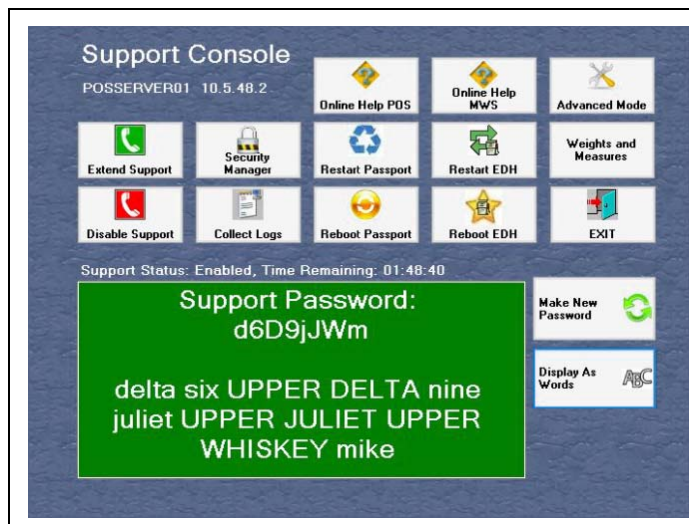 Support Console
POSSERVER01 10.5.48.2
Online Help POS
Online Help
MWS
Advanced Mode
Extend Support
Security
Manager
Restart Passport
Restart EDH
Weights and
Measures
Disable Support
Collect Logs
Reboot Passport
Reboot EDH
EXIT
Support Status: Enabled, Time Remaining: 01:48:40
Support Password:
d6D9jJWm
delta six UPPER DELTA nine
juliet UPPER JULIET UPPER
WHISKEY mike
Make New
Password
Display As
Words
ABC